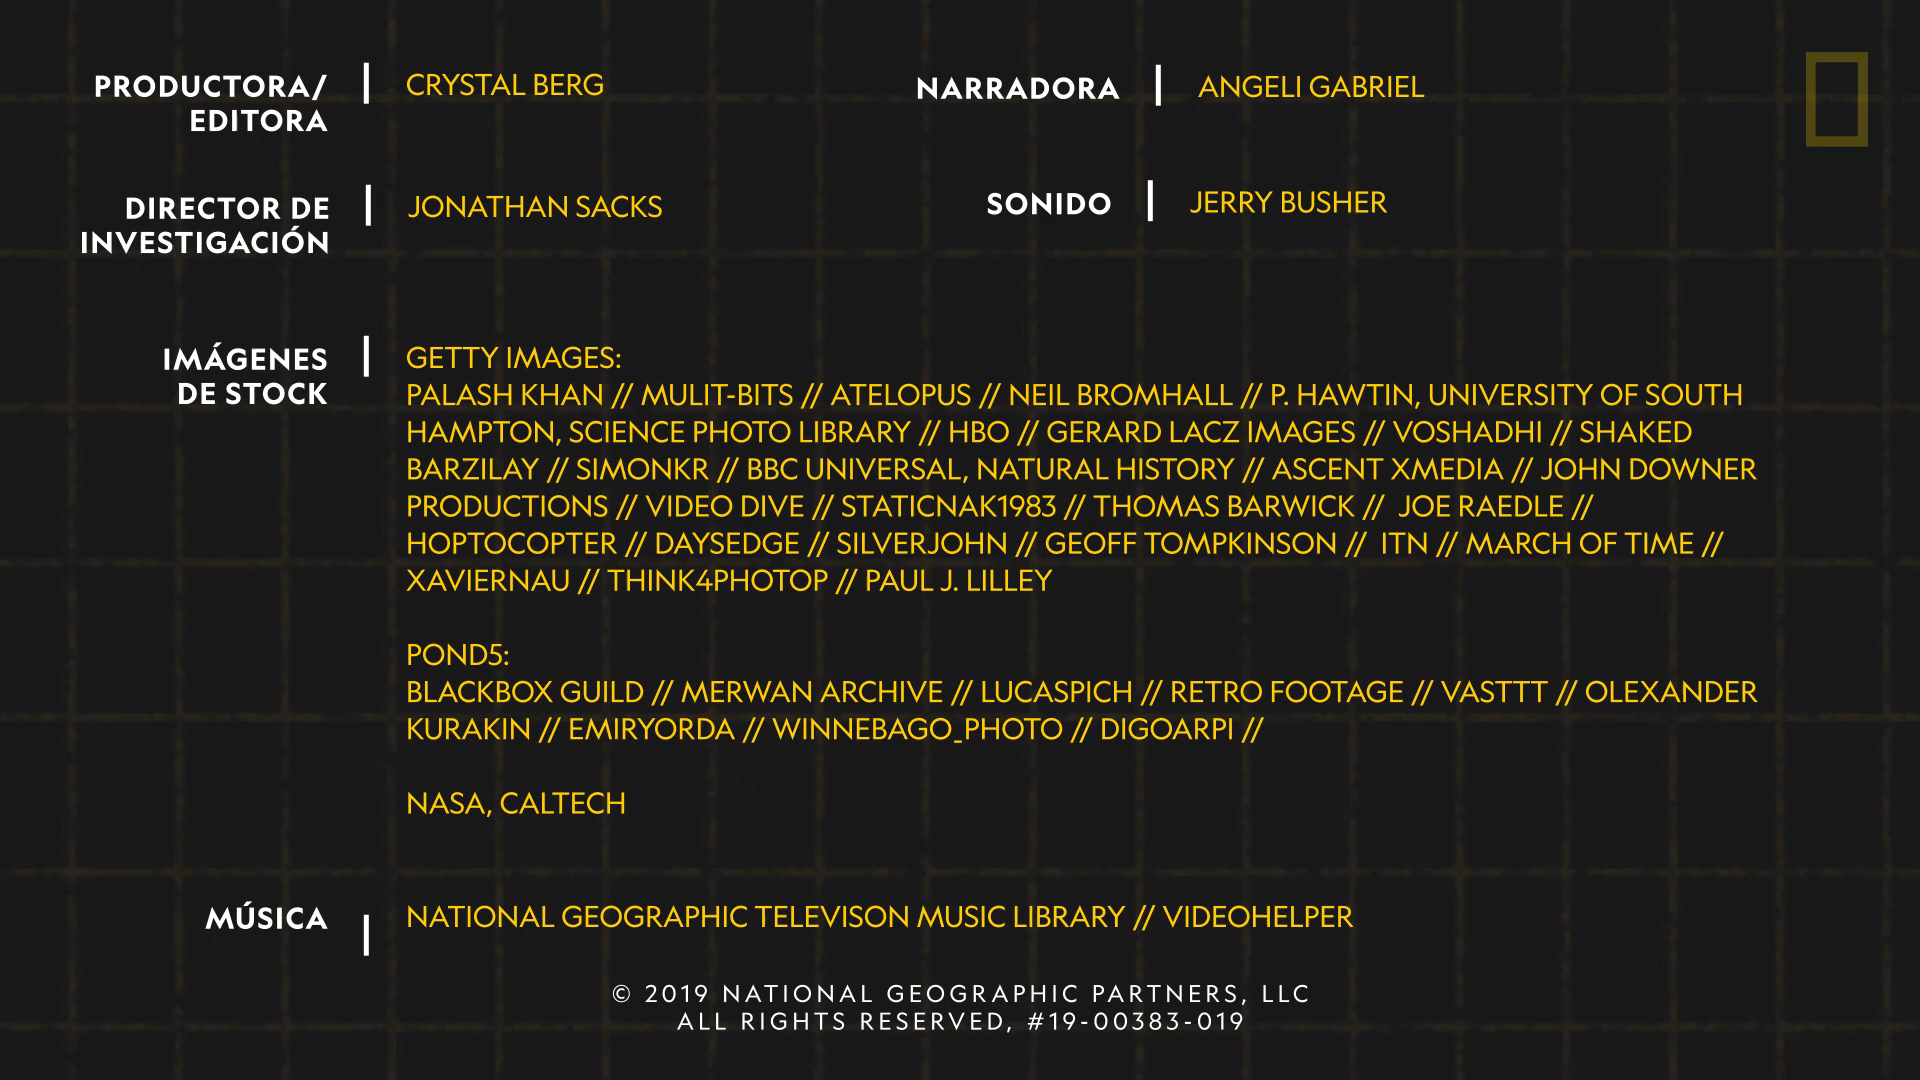 PRODUCTORA/
EDITORA
CRYSTAL BERG
NARRADORA
ANGELI GABRIEL
DIRECTOR DE
INVESTIGACIÓN
JONATHAN SACKS
SONIDO
JERRY BUSHER
IMÁGENES
DE STOCK
GETTY IMAGES:
PALASH KHAN // MULIT-BITS // ATELOPUS // NEIL BROMHALL // P. HAWTIN, UNIVERSITY OF SOUTH
HAMPTON, SCIENCE PHOTO LIBRARY // HBO // GERARD LACZ IMAGES // VOSHADHI // SHAKED
BARZILAY // SIMONKR // BBC UNIVERSAL, NATURAL HISTORY // ASCENT XMEDIA // JOHN DOWNER
PRODUCTIONS // VIDEO DIVE // STATICNAK1983 // THOMAS BARWICK // JOE RAEDLE //
HOPTOCOPTER // DAYSEDGE // SILVERJOHN // GEOFF TOMPKINSON // ITN // MARCH OF TIME //
XAVIERNAU // THINK4PHOTOP // PAUL J. LILLEY
POND5:
BLACKBOX GUILD // MERWAN ARCHIVE // LUCASPICH // RETRO FOOTAGE // VASTTT // OLEXANDER
KURAKIN // EMIRYORDA // WINNEBAGO_PHOTO // DIGOARPI //
NASA, CALTECH
MÚSICA
NATIONAL GEOGRAPHIC TELEVISON MUSIC LIBRARY // VIDEOHELPER
© 2019 NATIONAL GEOGRAPHIC PARTNERS, LLC
ALL RIGHTS RESERVED, #19-00383-019